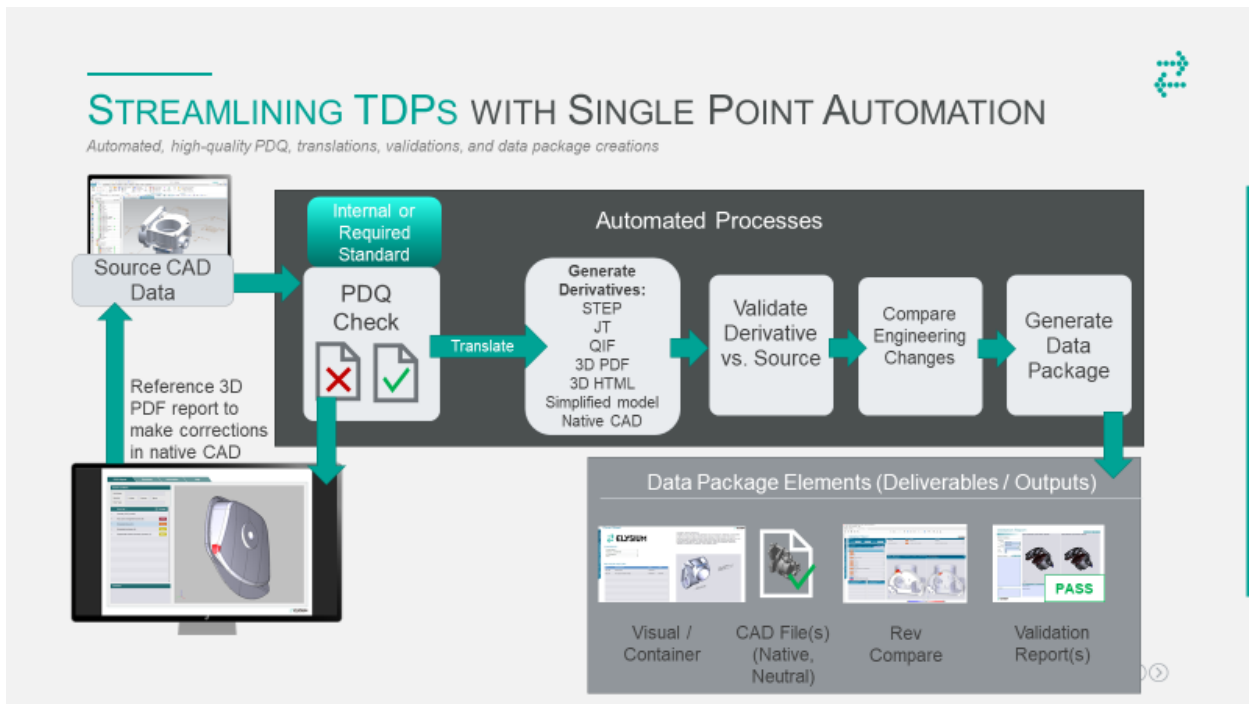 STREAMLINING TDPS WITH SINGLE POINT AUTOMATION
Automated, high-quality PDQ, translations, validations, and data package creations
Source CAD
Data
Reference 3D
PDF report to
make corrections
in native CAD
Automated Processes
Internal or
Required
Standard
PDQ
Check
Translate
Generate
Derivatives:
STEP
JT
QIF
3D PDF
3D HTML
Simplified model
Native CAD
Validate
Derivative
vs. Source
Compare
Engineering
Changes
Generate
Data
Package
Data Package Elements (Deliverables / Outputs)
ELYSIUM
PASS
Visual /
Container
CAD File(s)
(Native,
Neutral)
Rev
Compare
Validation
Report(s)
ELYSIUM